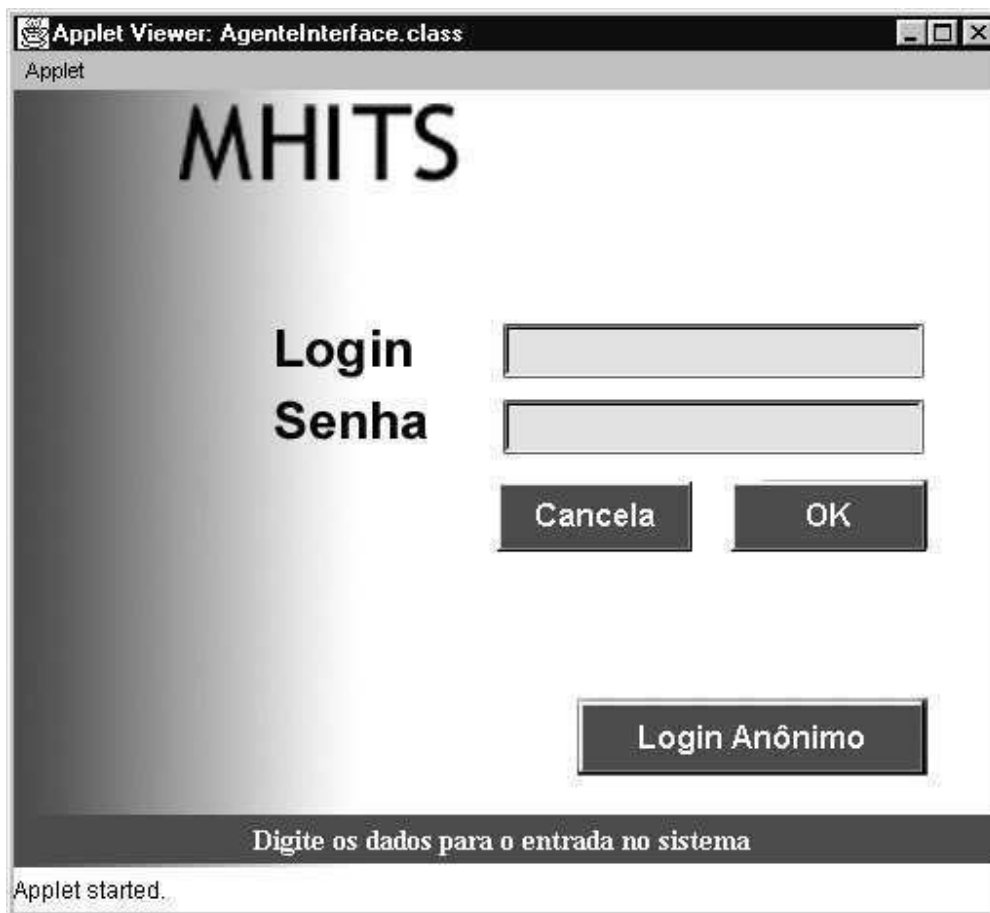 Applet Viewer: AgenteInterface.class
Applet
MHITS
Login
Senha
Cancela OK
Login Anônimo
Digite os dados para o entrada no sistema
Applet started.